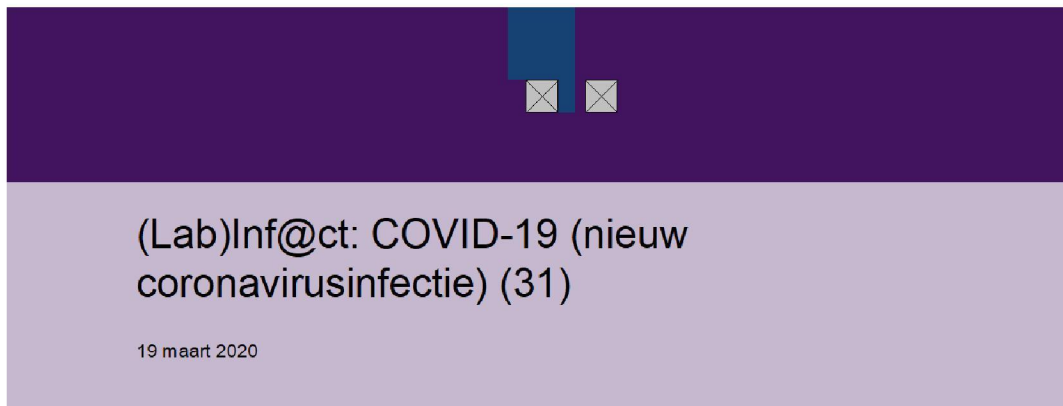 (Lab)Inf@ct: COVID-19 (nieuw
coronavirusinfectie) (31)
19 maart 2020